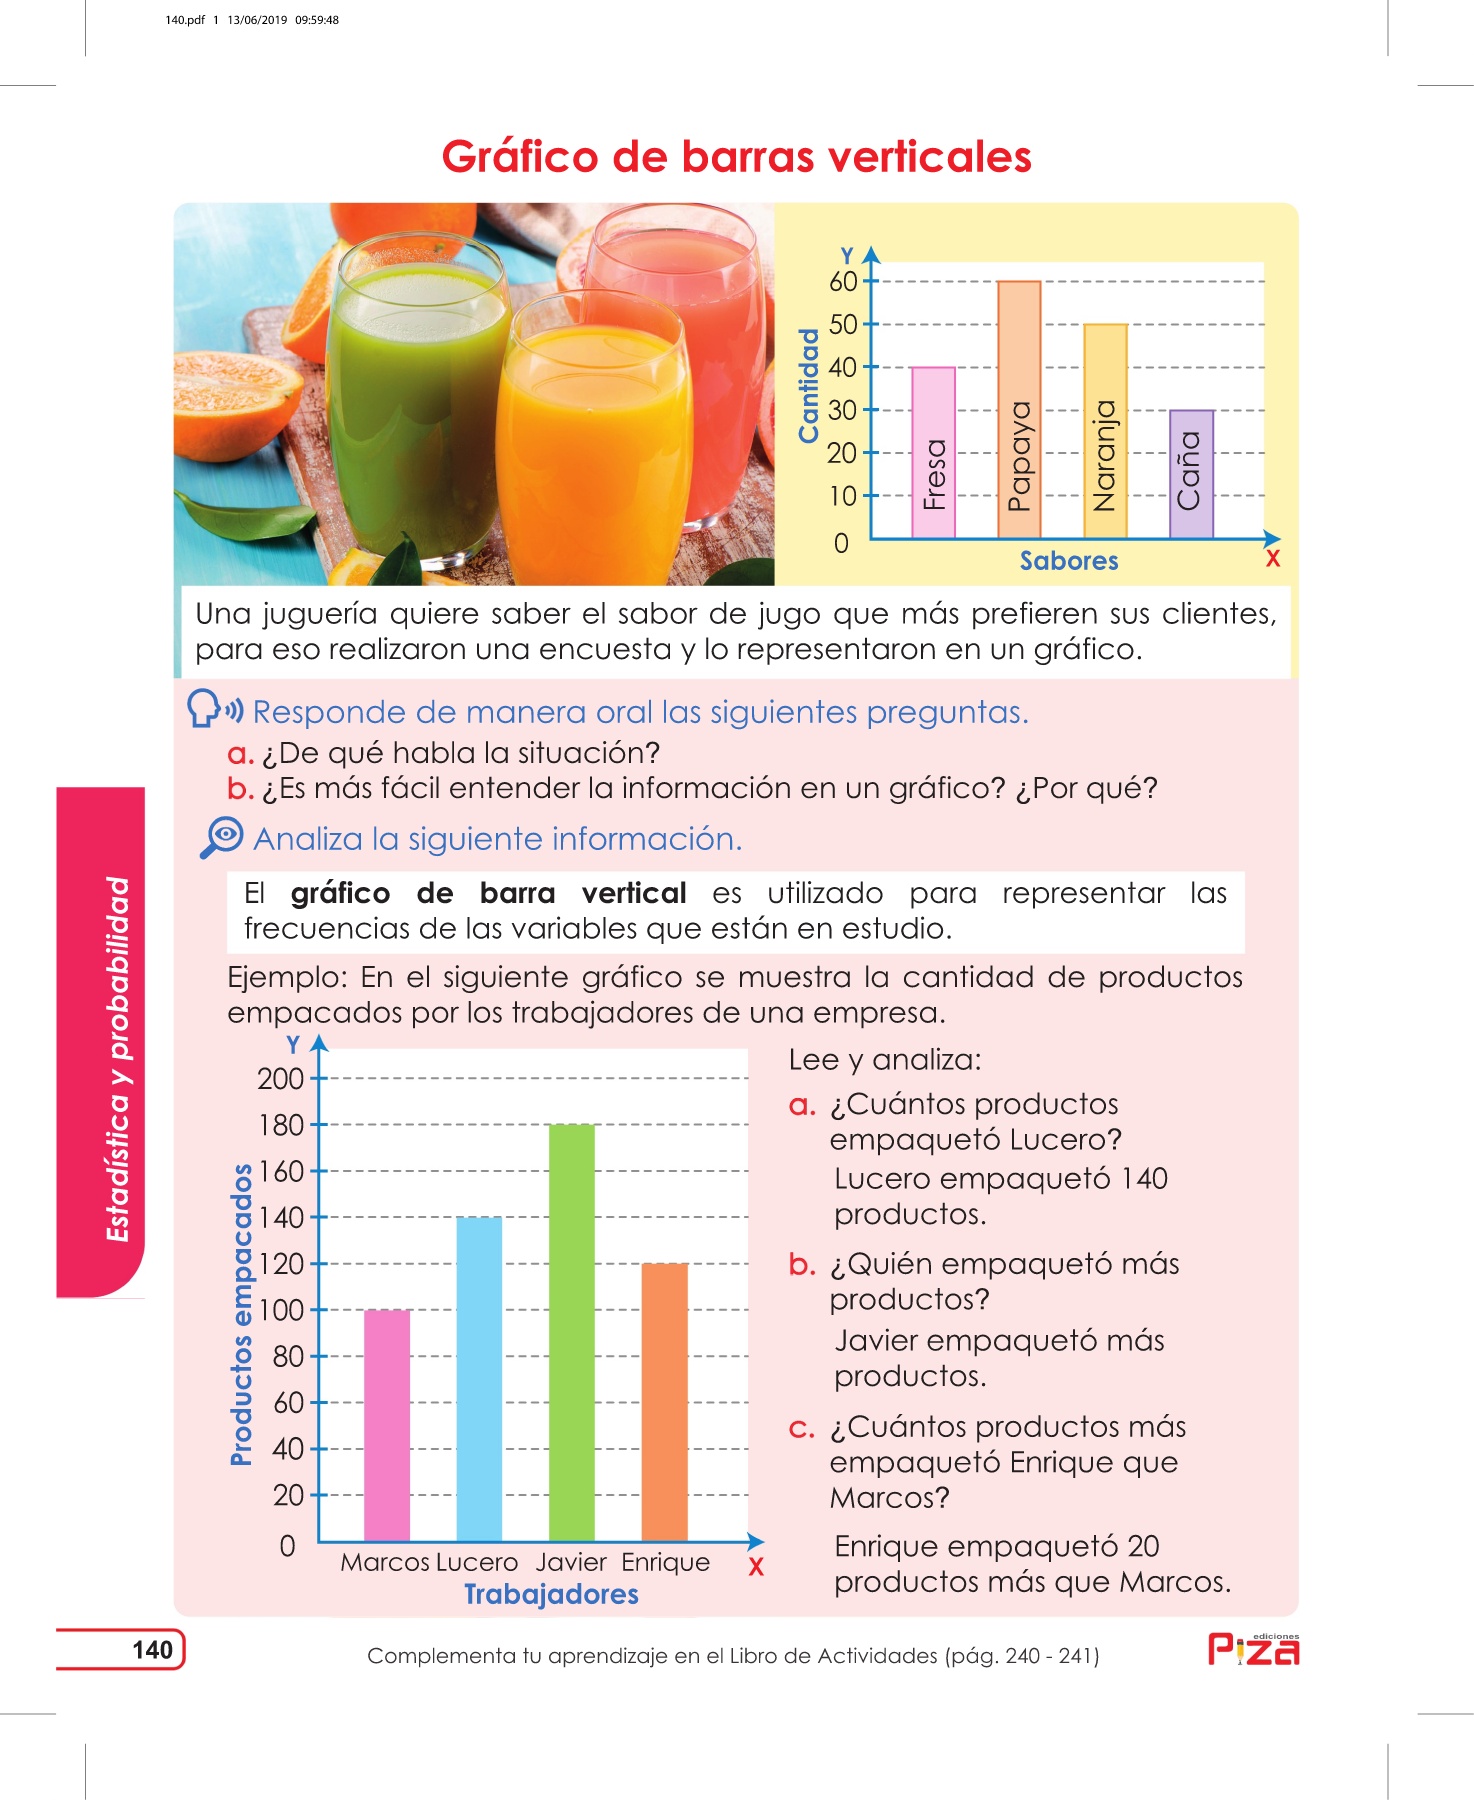 140.pdf 1 13/06/2019 09:59:48
Gráfico de barras verticales
Y
60
50
40
30
20
10
0
Cantidad
Fresa
Papaya
Naranja
Caña
Sabores
X
Una juguería quiere saber el sabor de jugo que más prefieren sus clientes,
para eso realizaron una encuesta y lo representaron en un gráfico.
Responde de manera oral las siguientes preguntas.
a. ¿De qué habla la situación?
b. ¿Es más fácil entender la información en un gráfico? ¿Por qué?
Analiza la siguiente información.
El gráfico de barra vertical es utilizado para representar las
frecuencias de las variables que están en estudio.
Ejemplo: En el siguiente gráfico se muestra la cantidad de productos
empacados por los trabajadores de una empresa.
Y
200
180
160
140
120
100
80
60
40
20
0
Productos empacados
Marcos Lucero Javier Enrique
X
Trabajadores
Lee y analiza:
a. ¿Cuántos productos
empaquetó Lucero?
Lucero empaquetó 140
productos.
b. ¿Quién empaquetó más
productos?
Javier empaquetó más
productos.
c. ¿Cuántos productos más
empaquetó Enrique que
Marcos?
Enrique empaquetó 20
productos más que Marcos.
Estadística y probabilidad
140
Complementa tu aprendizaje en el Libro de Actividades (pág. 240 - 241)
ediciones
Piza